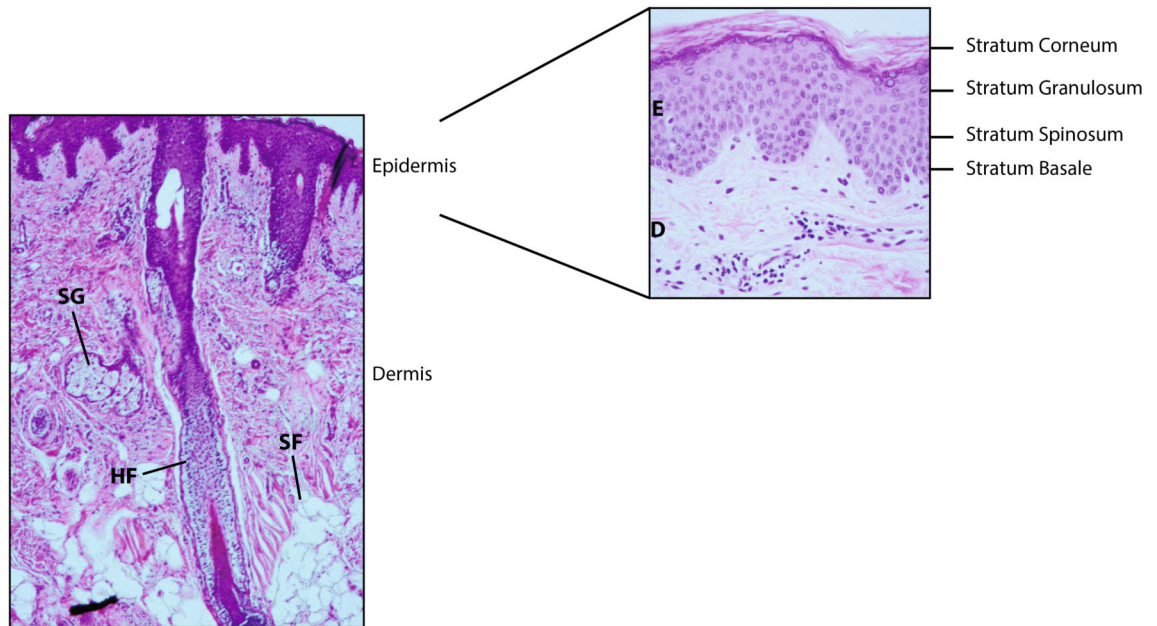 Epidermis
SG
Dermis
SF
HF
E
D
Stratum Corneum
Stratum Granulosum
Stratum Spinosum
Stratum Basale